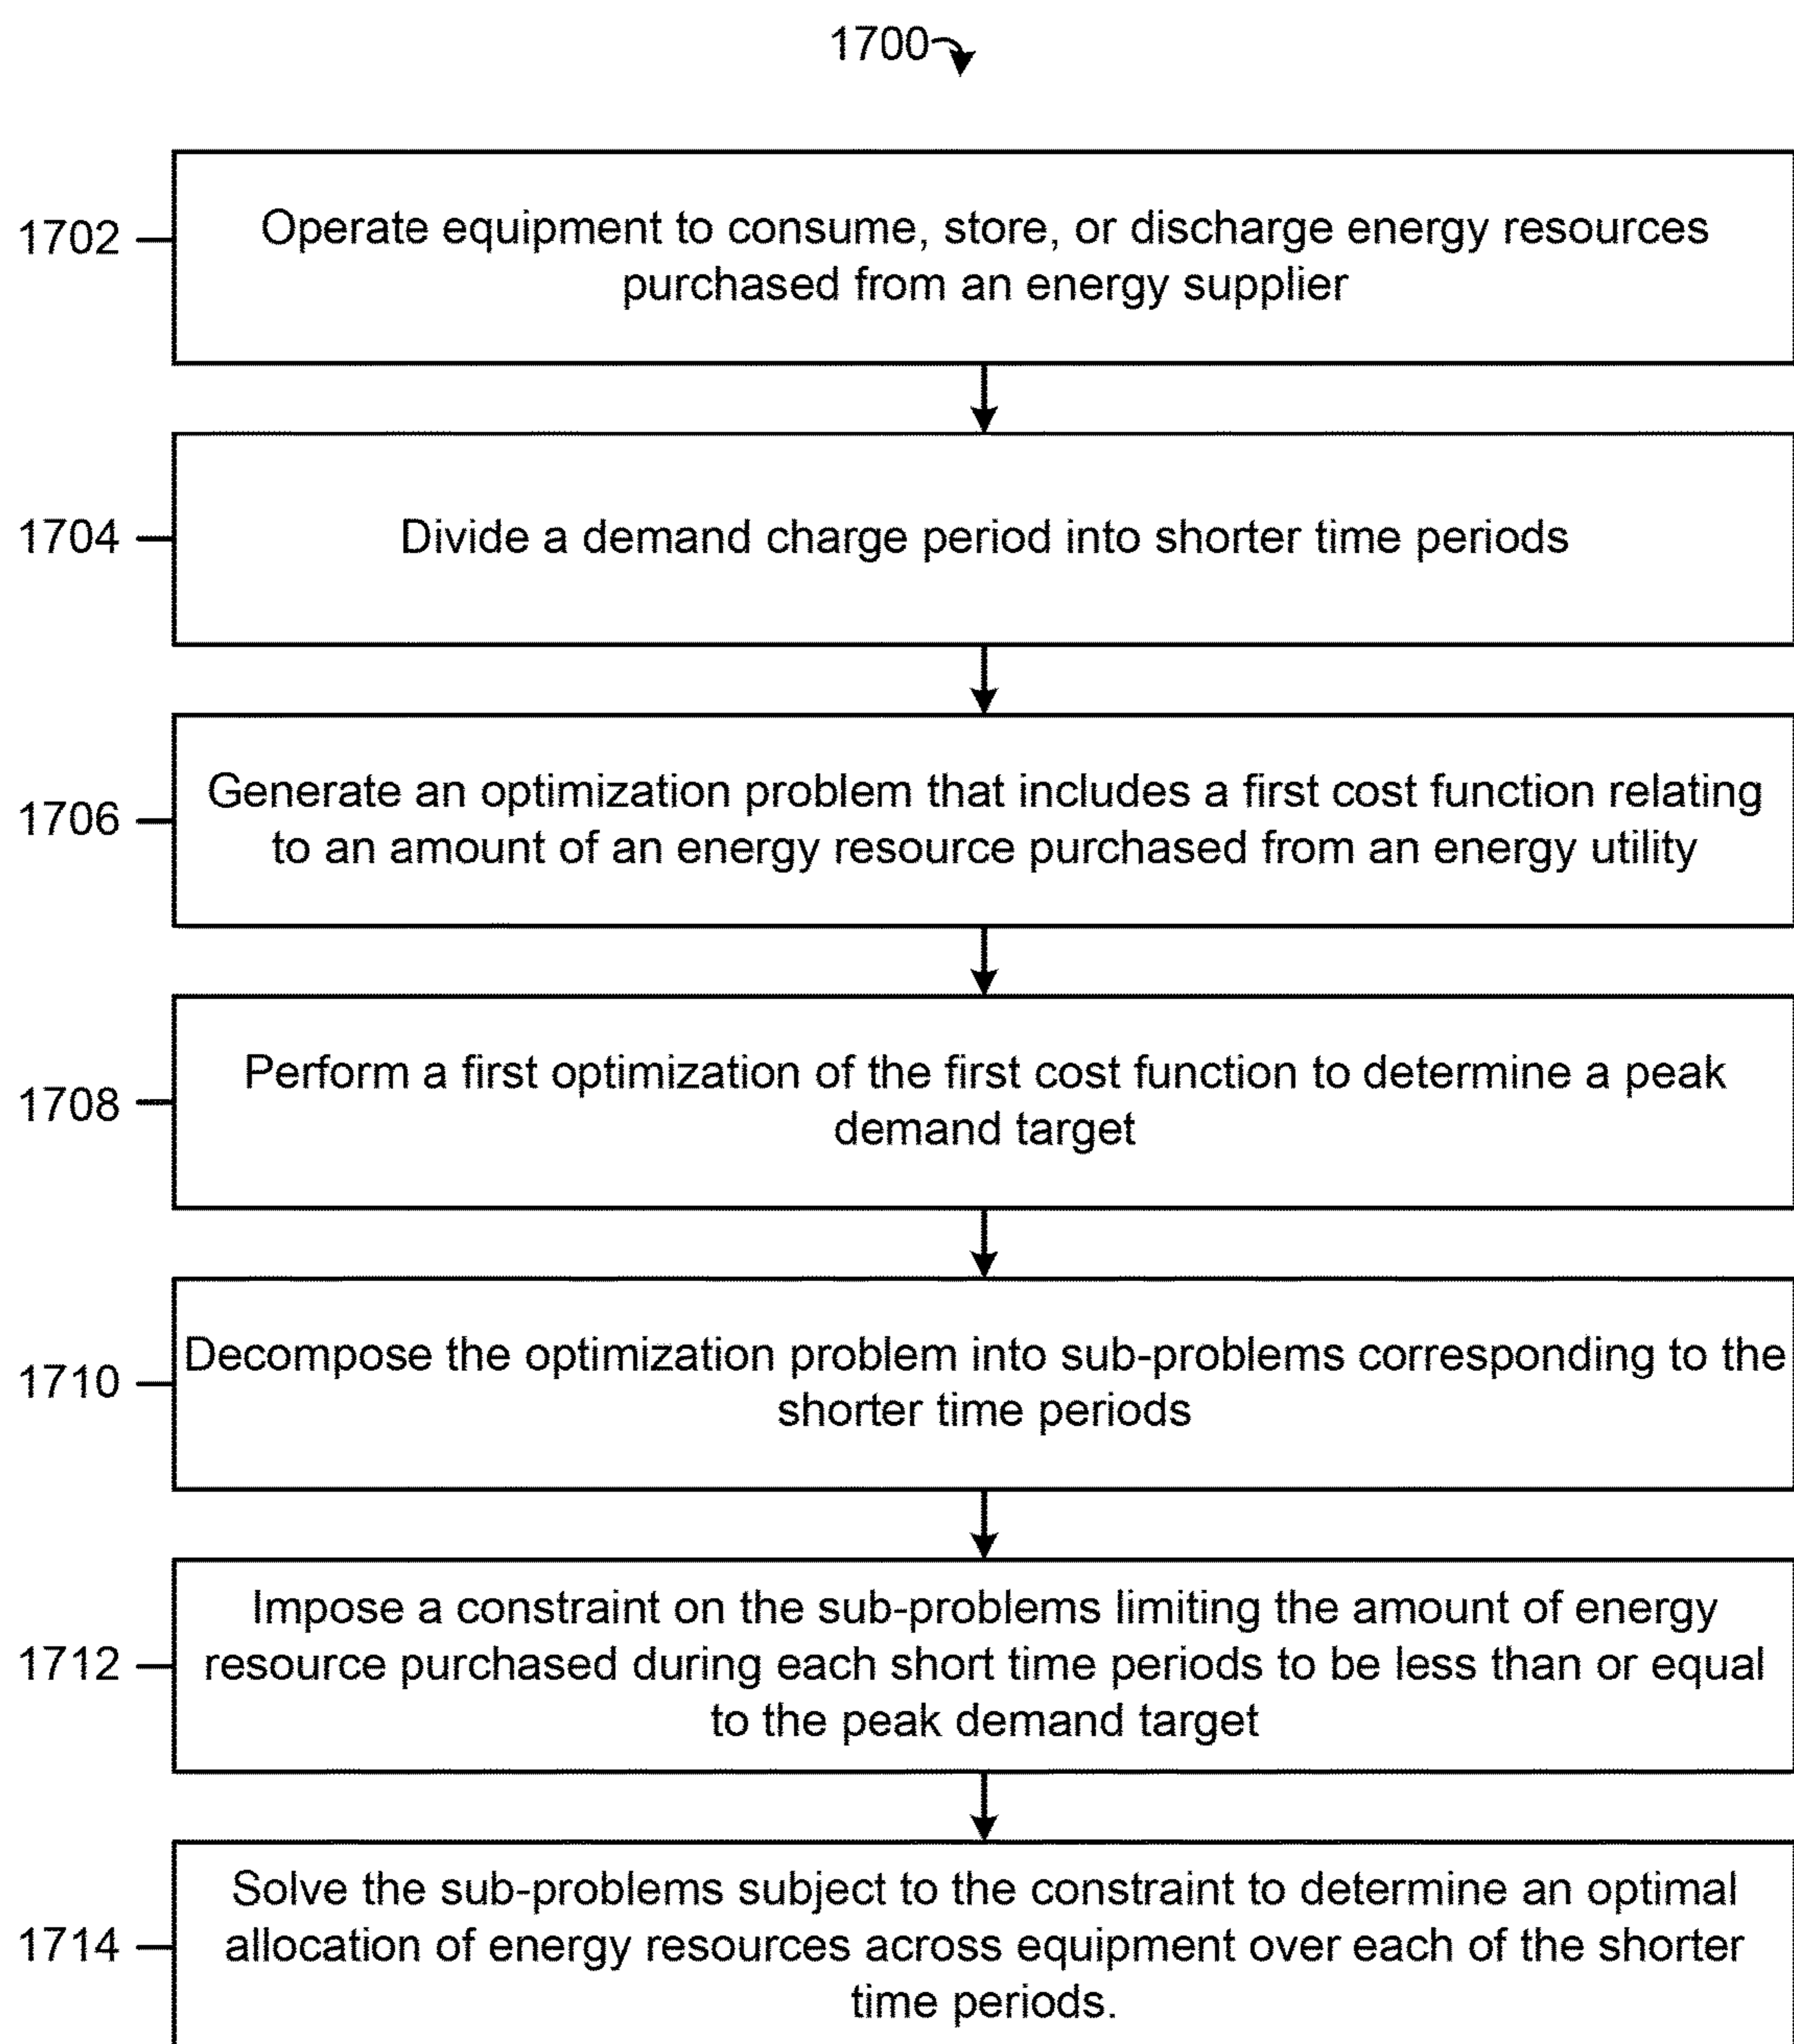 1700
1702
Operate equipment to consume, store, or discharge energy resources
purchased from an energy supplier
1704
Divide a demand charge period into shorter time periods
1706
Generate an optimization problem that includes a first cost function relating
to an amount of an energy resource purchased from an energy utility
1708
Perform a first optimization of the first cost function to determine a peak
demand target
1710
Decompose the optimization problem into sub-problems corresponding to the
shorter time periods
1712
Impose a constraint on the sub-problems limiting the amount of energy
resource purchased during each short time periods to be less than or equal
to the peak demand target
1714
Solve the sub-problems subject to the constraint to determine an optimal
allocation of energy resources across equipment over each of the shorter
time periods.